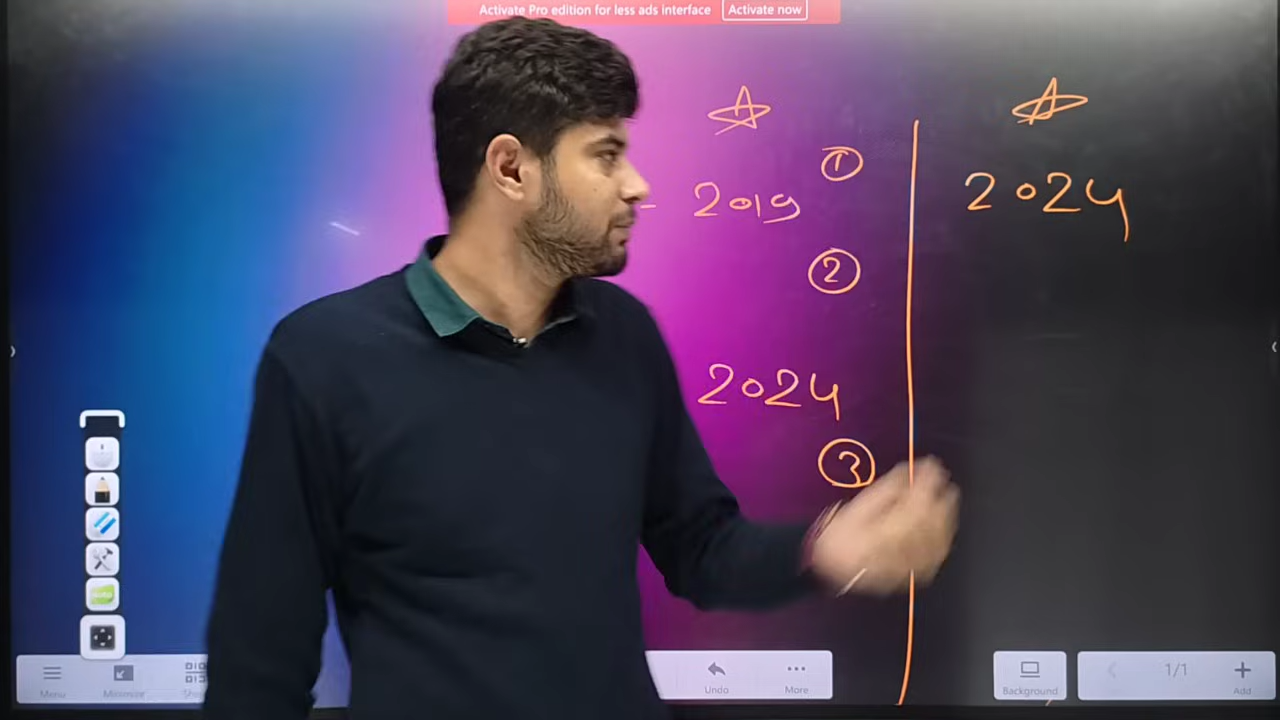 Activate Pro edition for less ads interface Activate now
①
- 2019
②
2024
③
2024
Menu
Minimize
Undo
More
Background
1/1
Add